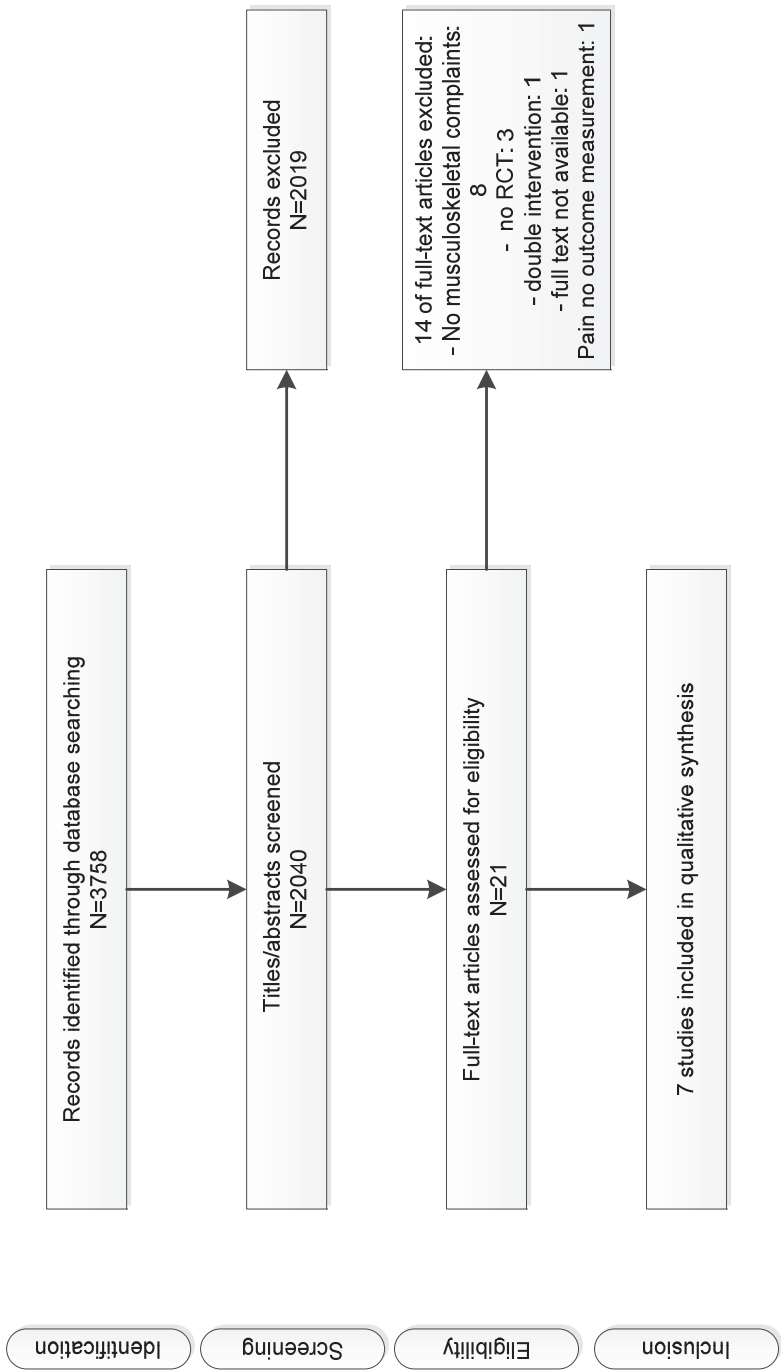 Identification
Records identified through database searching
N=3758
Screening
Titles/abstracts screened
N=2040
Records excluded
N=2019
Eligibility
Full-text articles assessed for eligibility
N=21
14 of full-text articles excluded:
- No musculoskeletal complaints:
8
- no RCT: 3
- double intervention: 1
- full text not available: 1
Pain no outcome measurement: 1
Inclusion
7 studies included in qualitative synthesis